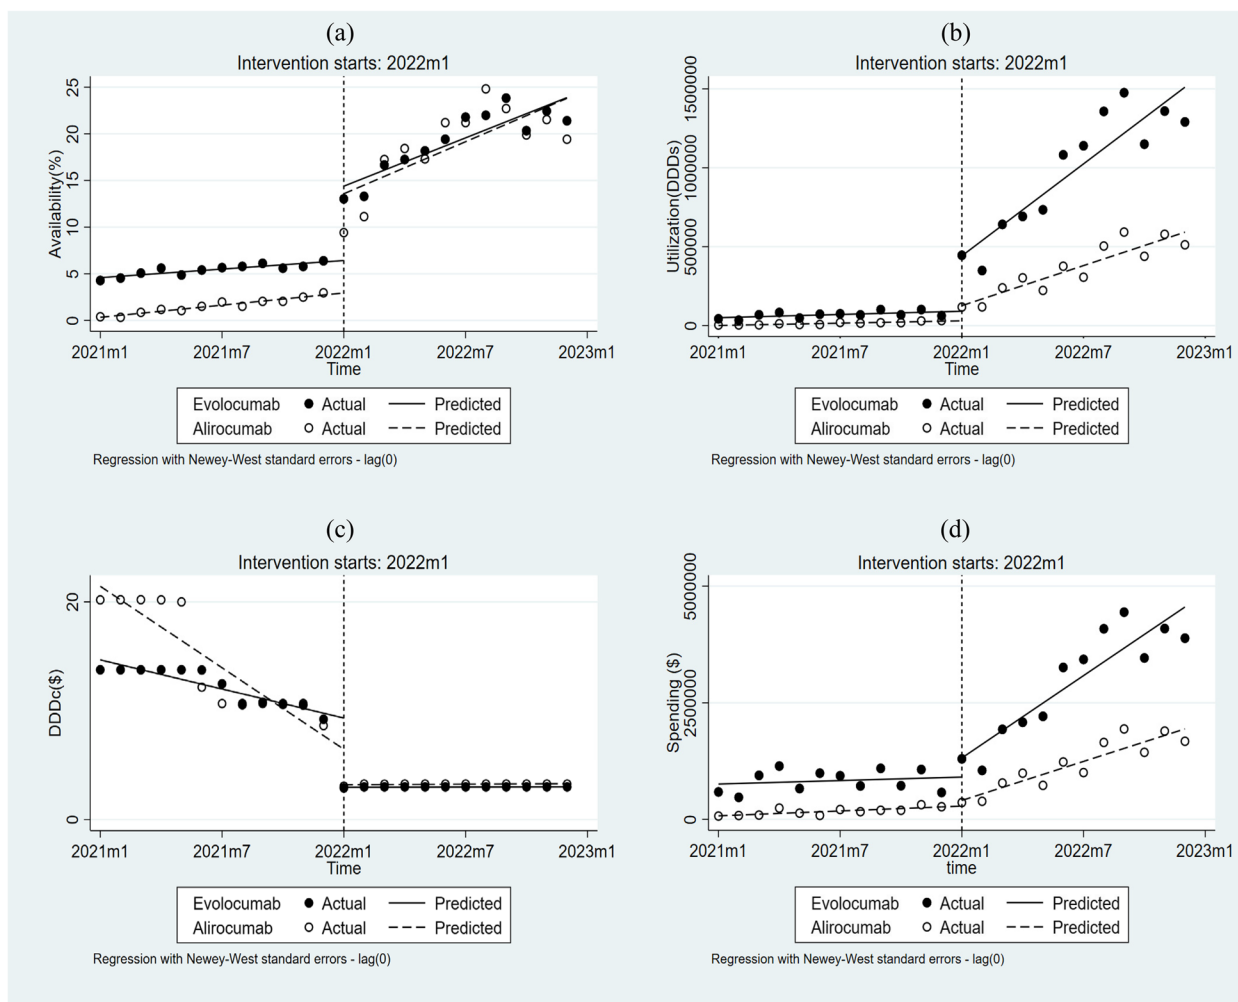 (a)
Intervention starts: 2022m1
Availability(%)
25
20
15
10
5
0
2021m1 2021m7 2022m1 2022m7 2023m1
Time
Evolocumab Actual Predicted
Alirocumab Actual Predicted
Regression with Newey-West standard errors - lag(0)
(b)
Intervention starts: 2022m1
Utilization(DDDs)
1500000
1000000
500000
0
2021m1 2021m7 2022m1 2022m7 2023m1
Time
Evolocumab Actual Predicted
Alirocumab Actual Predicted
Regression with Newey-West standard errors - lag(0)
(c)
Intervention starts: 2022m1
DDDc($)
20
0
2021m1 2021m7 2022m1 2022m7 2023m1
Time
Evolocumab Actual Predicted
Alirocumab Actual Predicted
Regression with Newey-West standard errors - lag(0)
(d)
Intervention starts: 2022m1
Spending ($)
5000000
2500000
0
2021m1 2021m7 2022m1 2022m7 2023m1
time
Evolocumab Actual Predicted
Alirocumab Actual Predicted
Regression with Newey-West standard errors - lag(0)